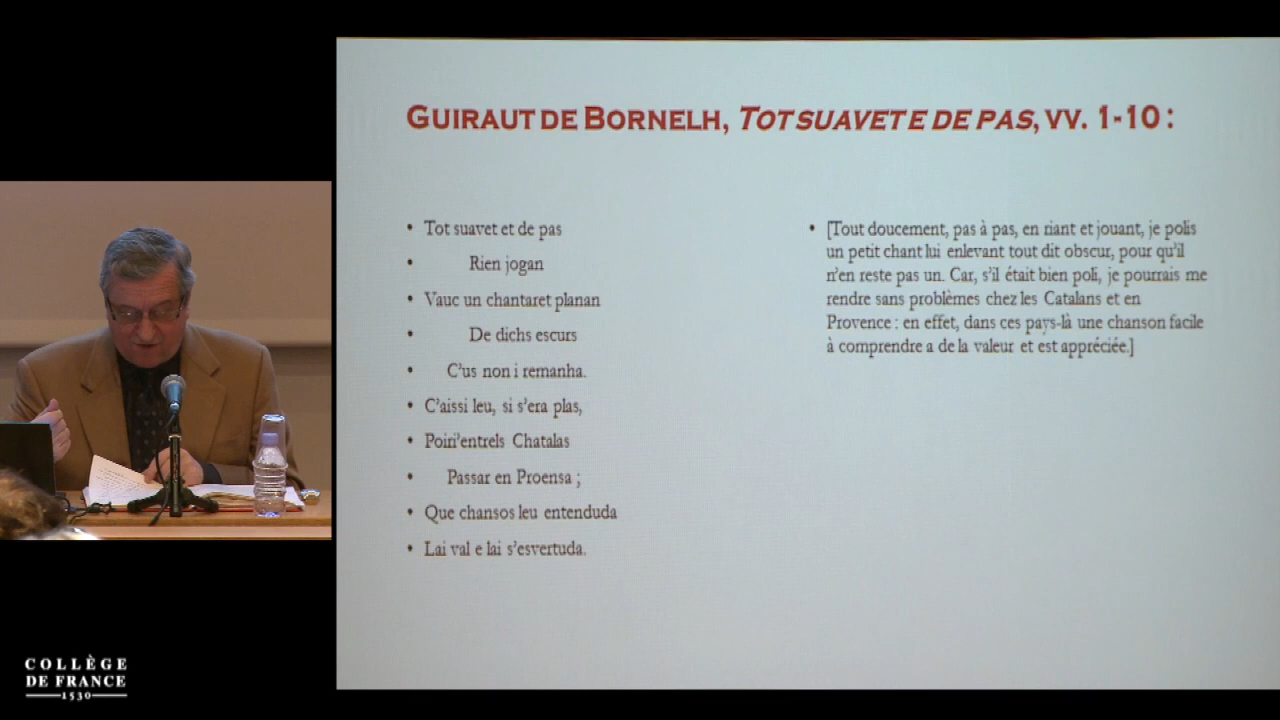 GUIRAUT DE BORNELH, TOT SUAVET E DE PAS, VV. 1-10 :
• Tot suavet et de pas
• Rien jogan
• Vauc un chantaret planan
• De dichs escurs
• C'us non i remanha.
• C'aissi leu, si s'era plas,
• Poiri'entrels Chatalas
• Passar en Proensa ;
• Que chansos leu entenduda
• Lai val e lai s'esvertuda.
• [Tout doucement, pas à pas, en riant et jouant, je polis
un petit chant lui enlevant tout dit obscur, pour qu'il
n'en reste pas un. Car, s'il était bien poli, je pourrais me
rendre sans problèmes chez les Catalans et en
Provence : en effet, dans ces pays-là une chanson facile
à comprendre a de la valeur et est appréciée.]
COLLÈGE
DE FRANCE
1530